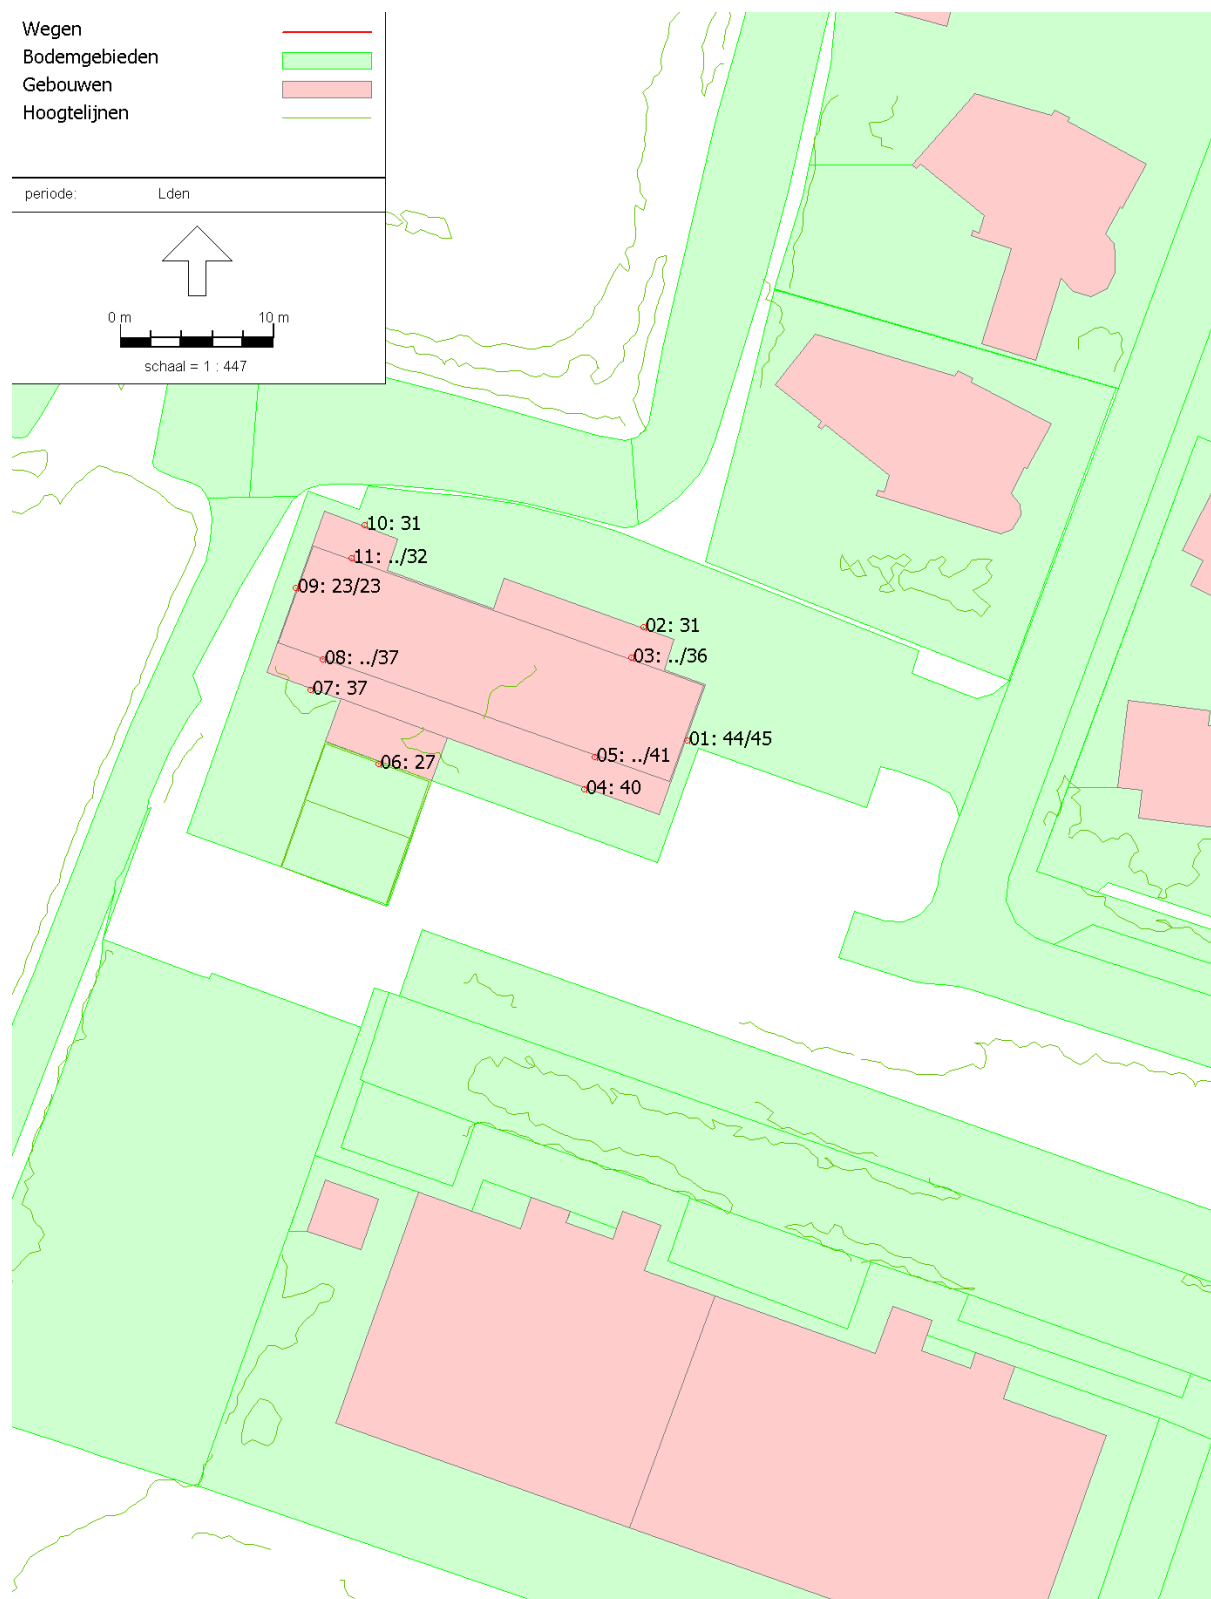 Wegen
Bodemgebieden
Gebouwen
Hoogtelijnen
periode: Lden
0 m 10 m
schaal = 1 : 447
10: 31
11: ../32
09: 23/23
02: 31
03: ../36
08: ../37
07: 37
01: 44/45
05: ../41
06: 27
04: 40